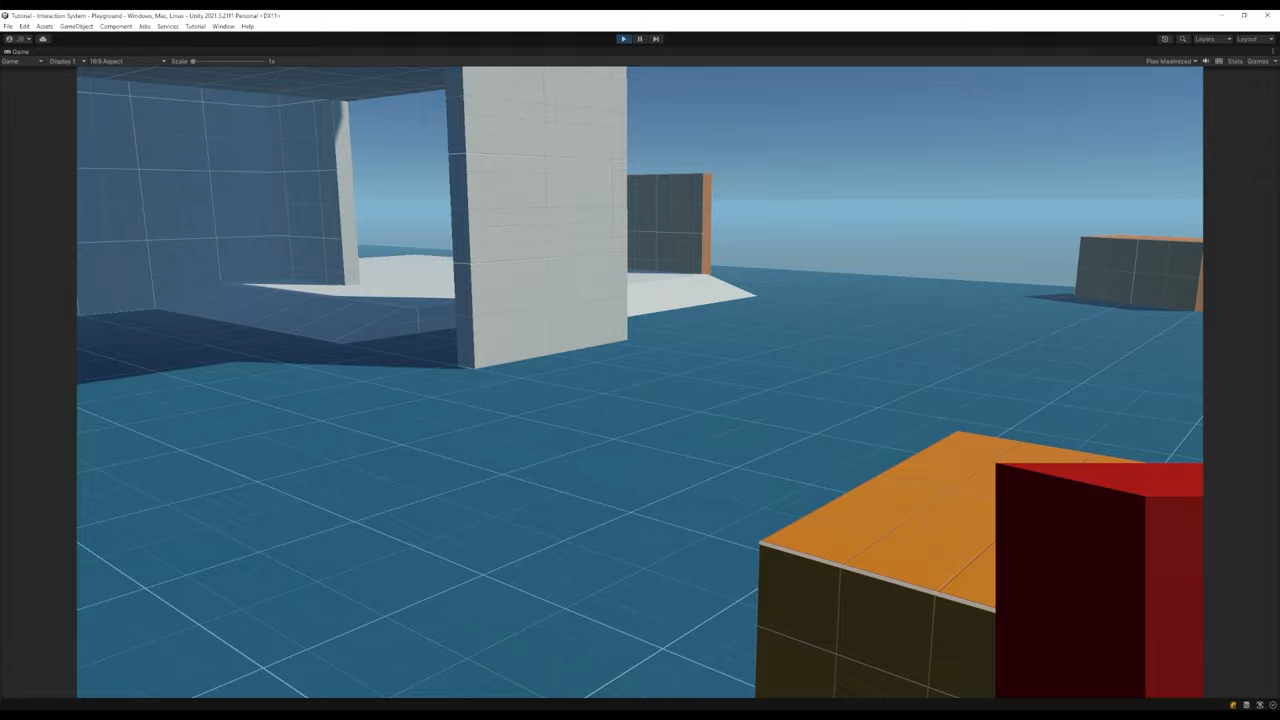 Tutorial - Interaction System - Playground - Windows, Mac, Linux - Unity 2021.3.21f1 Personal <DX11>
File Edit Assets GameObject Component Jobs Services Tutorial Window Help
Layers Layout
Game
Game Display 1 16:9 Aspect Scale 1x Play Maximized Stats Gizmos